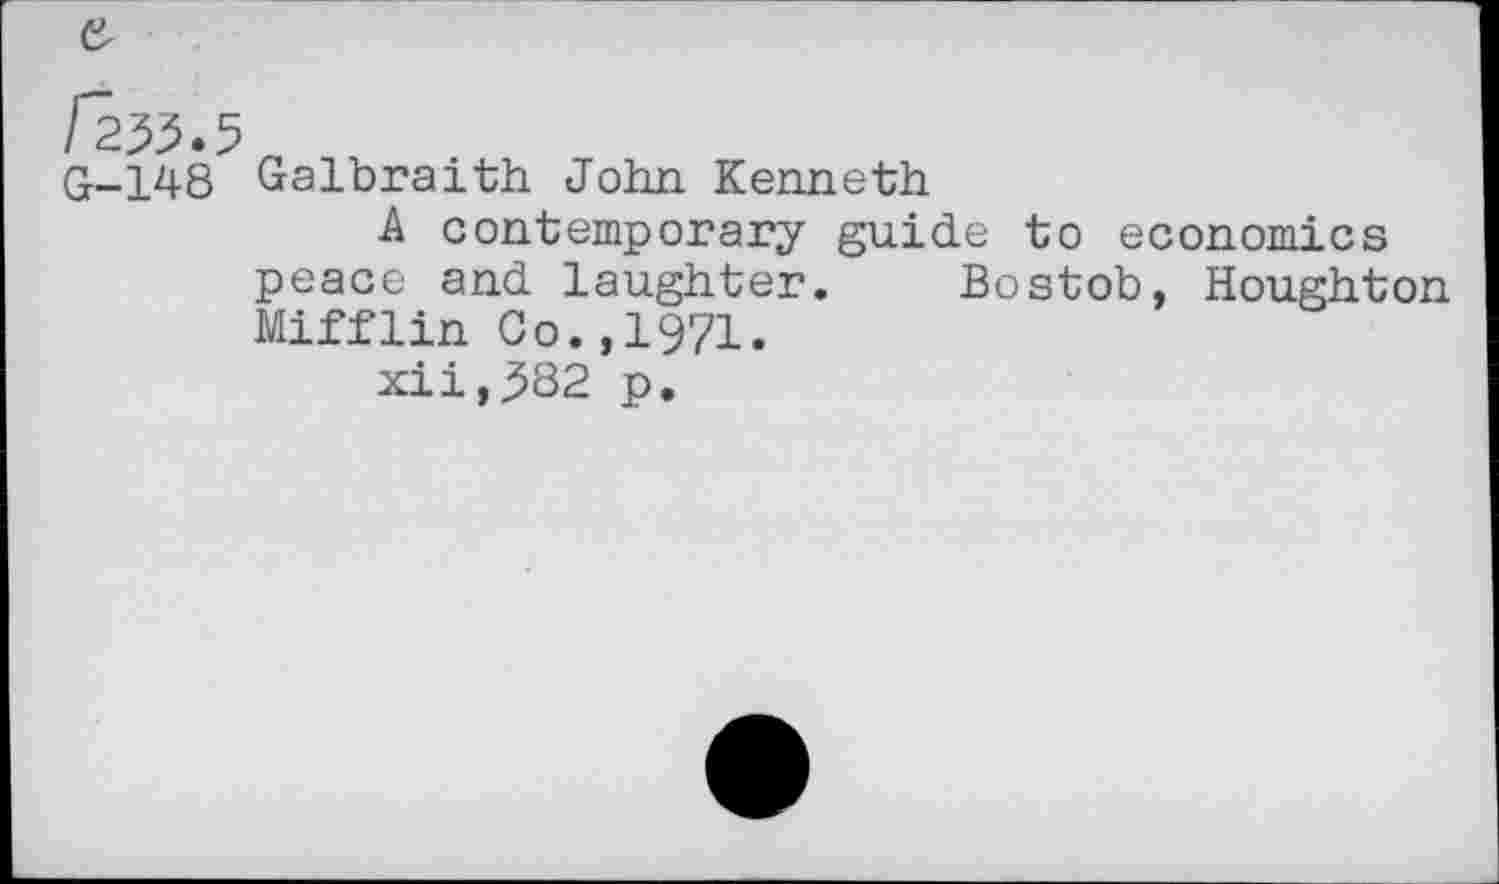 e
Г233.5
G-148 Galbraith John Kenneth
A contemporary guide to economics
peace and laughter. Bostob, Houghton
Mifflin Co.,1971.
xii,382 p.